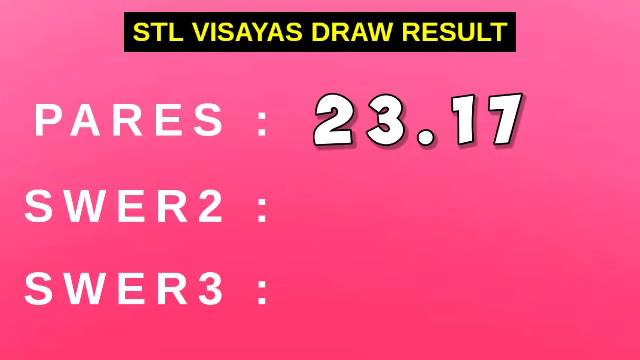 STL VISAYAS DRAW RESULT
PARES : 23.17
SWER2 :
SWER3 :